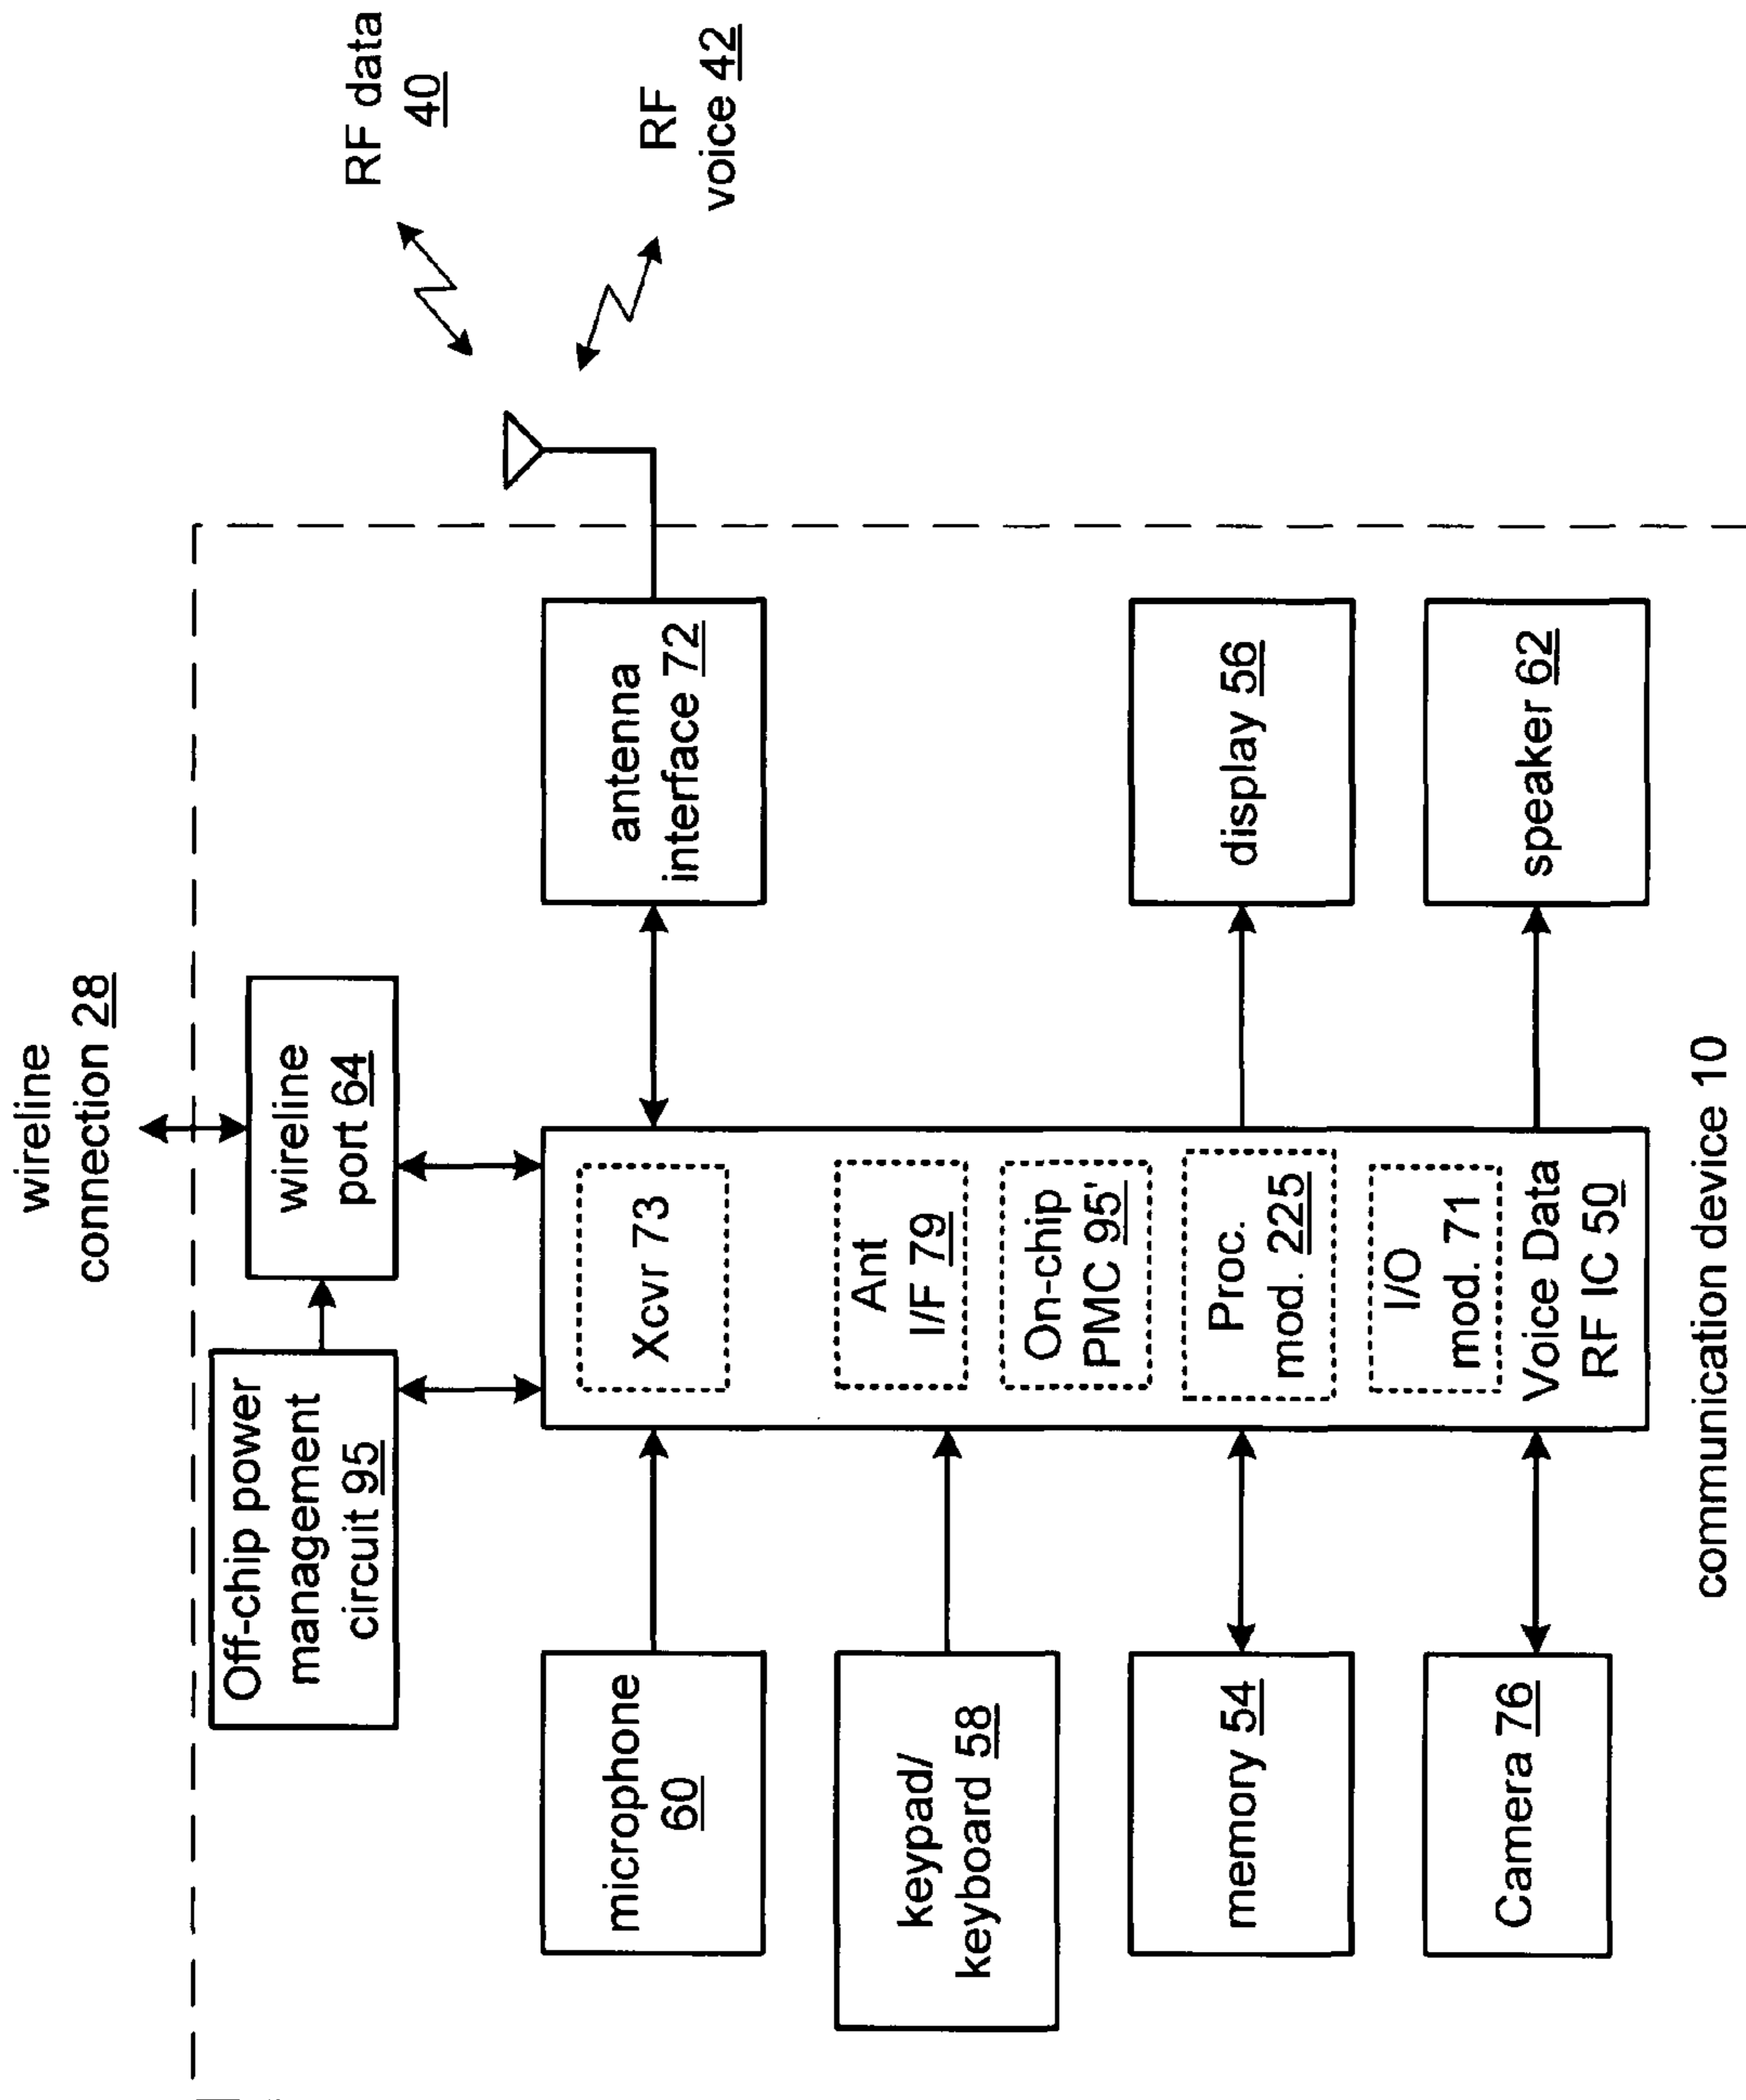 wireline
connection 28
RF data
40
RF
voice 42
Off-chip power
management
circuit 95
wireline
port 64
microphone
60
Xcvr 73
antenna
interface 72
keypad/
keyboard 58
Ant
I/F 79
On-chip
PMC 95'
memory 54
Proc.
mod. 225
display 56
Camera 76
I/O
mod. 71
Voice Data
RF IC 50
speaker 62
communication device 10